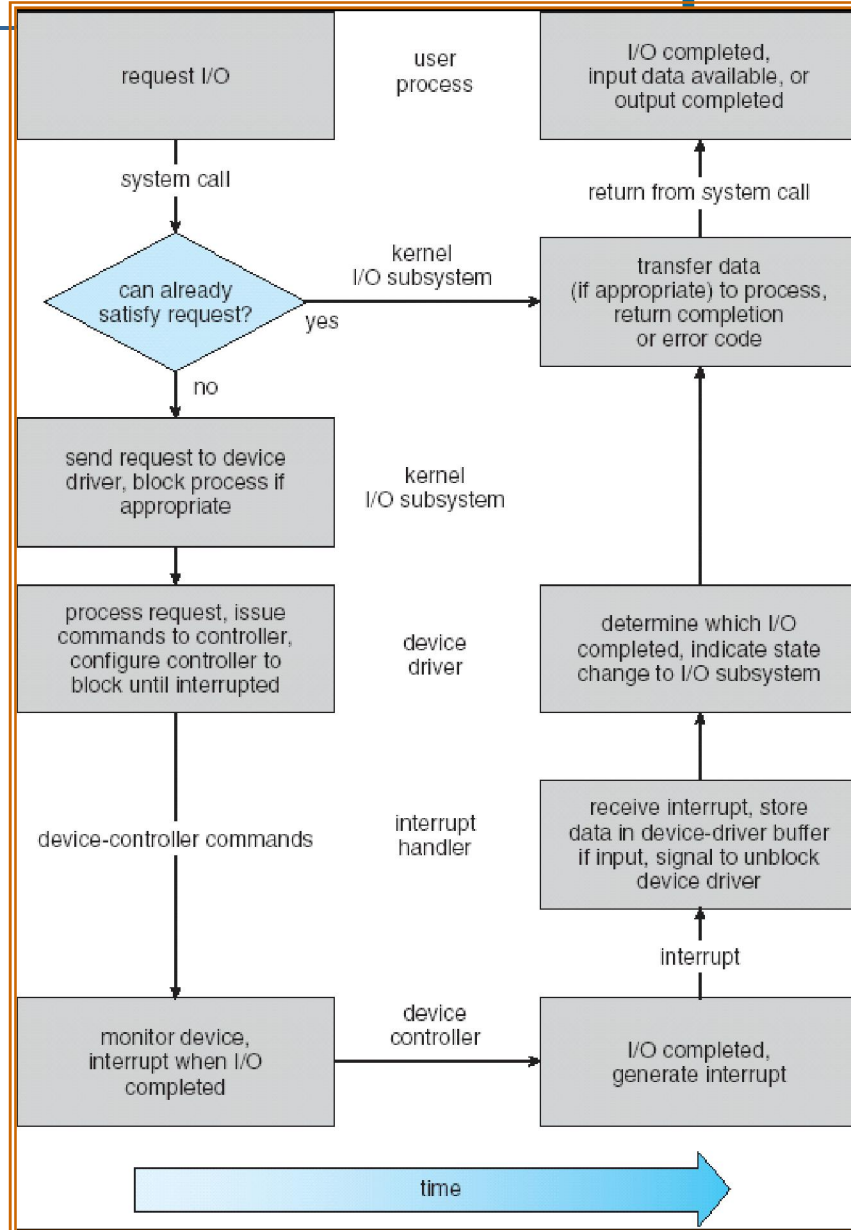 request I/O
user
process
I/O completed,
input data available, or
output completed
system call
return from system call
can already
satisfy request?
yes
no
kernel
I/O subsystem
transfer data
(if appropriate) to process,
return completion
or error code
send request to device
driver, block process if
appropriate
kernel
I/O subsystem
process request, issue
commands to controller,
configure controller to
block until interrupted
device
driver
determine which I/O
completed, indicate state
change to I/O subsystem
device-controller commands
interrupt
handler
receive interrupt, store
data in device-driver buffer
if input, signal to unblock
device driver
interrupt
monitor device,
interrupt when I/O
completed
device
controller
I/O completed,
generate interrupt
time